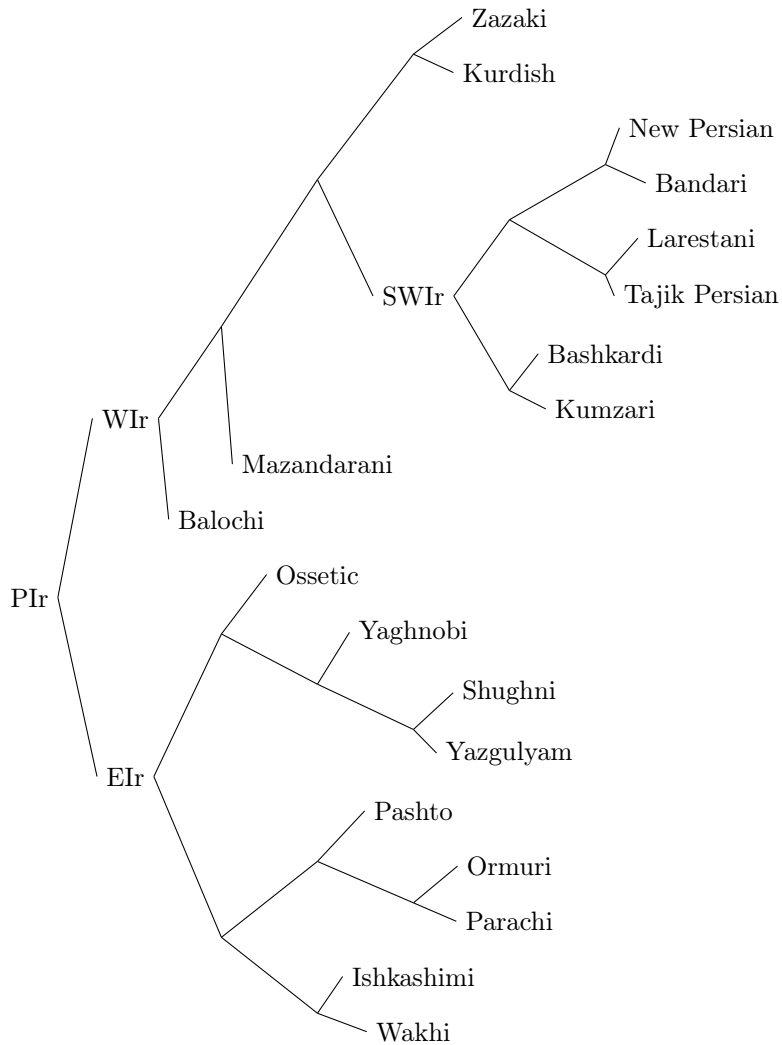 Zazaki
Kurdish
New Persian
Bandari
Larestani
SWIr
Tajik Persian
Bashkardi
Kumzari
WIr
Mazandarani
Balochi
Ossetic
PIr
Yaghnobi
Shughni
Yazgulyam
EIr
Pashto
Ormuri
Parachi
Ishkashimi
Wakhi